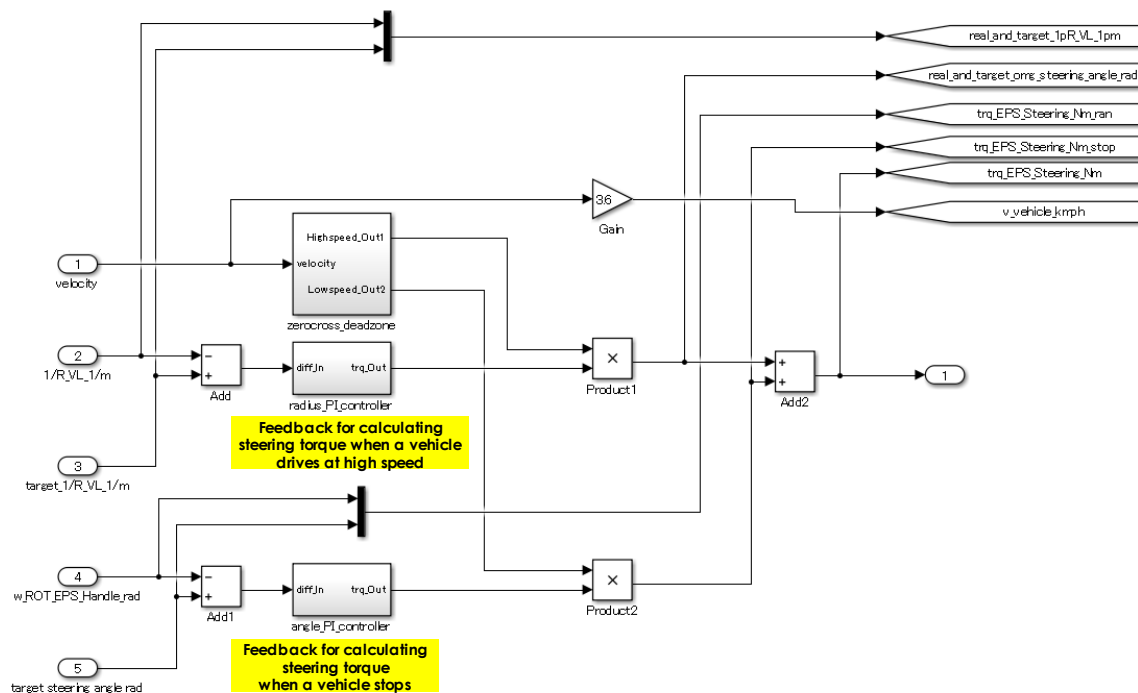 real_and_target_1pR_VL_1pm
real_and_target_omg_steering_angle_rad
trq_EPS_Steering_Nm_ran
trq_EPS_Steering_Nm_stop
trq_EPS_Steering_Nm
3.6
v_vehicle_kmph
Gain
Highspeed_Out1
1
velocity
velocity
Lowspeed_Out2
zerocross_deadzone
2
1/R_VL_1/m
−
+
Add
diff_In
trq_Out
radius_PI_controller
×
Product1
+
+
Add2
1
Feedback for calculating
steering torque when a vehicle
drives at high speed
3
target_1/R_VL_1/m
4
w_ROT_EPS_Handle_rad
−
+
Add1
diff_In
trq_Out
angle_PI_controller
×
Product2
Feedback for calculating
steering torque
when a vehicle stops
5
target steering angle rad